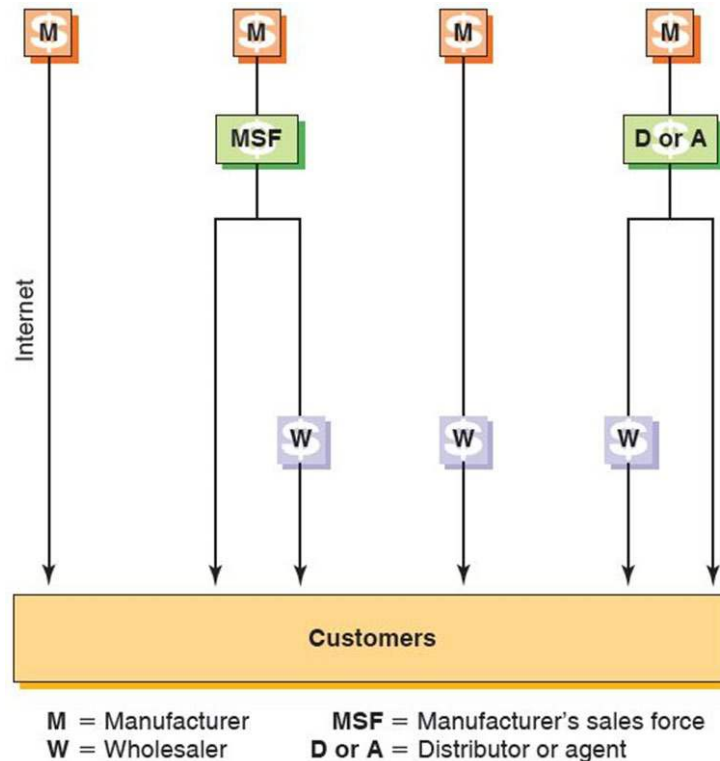 M M M M
MSF D or A
Internet
W W W
Customers
M = Manufacturer MSF = Manufacturer's sales force
W = Wholesaler D or A = Distributor or agent